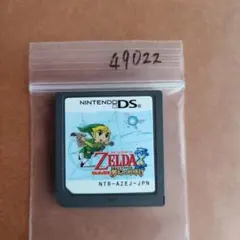 49022
NINTENDO DS
ZELDA
NTR-AZEJ-JPN